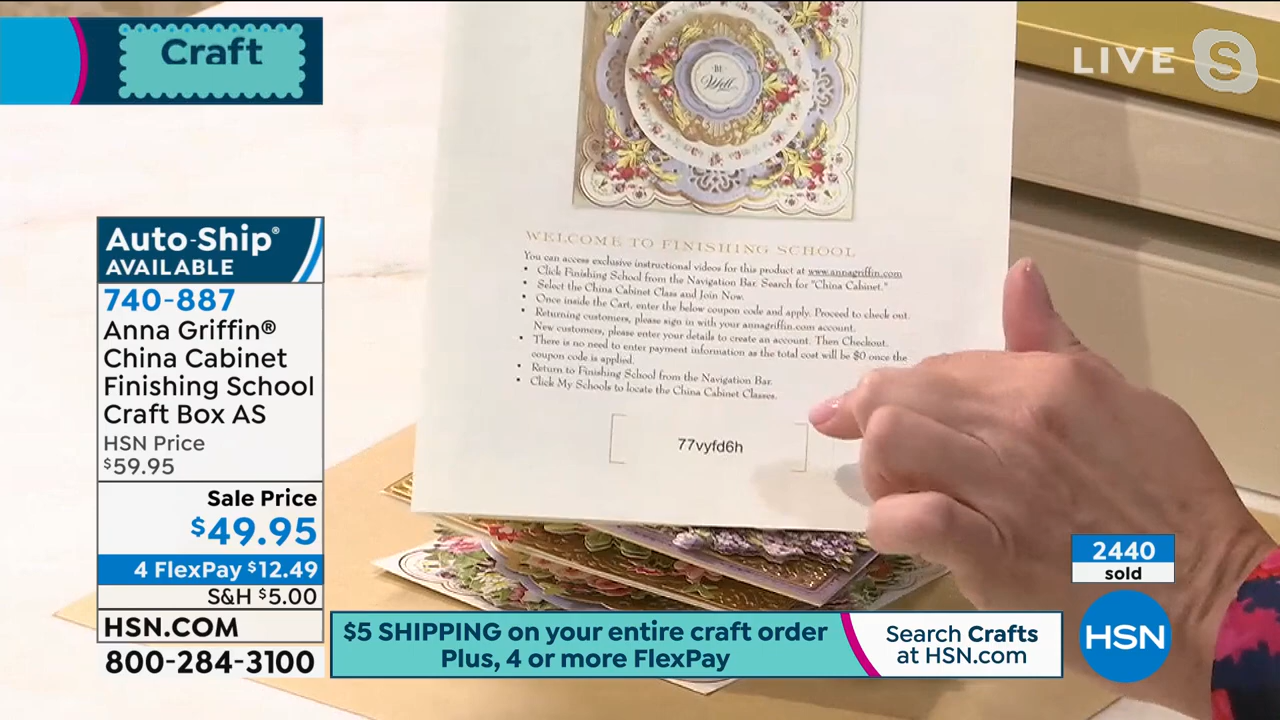 Craft
LIVE S
BE
Well
WELCOME TO FINISHING SCHOOL
You can access exclusive instructional videos for this product at www.annagriffin.com
• Click Finishing School from the Navigation Bar. Search for "China Cabinet."
• Select the China Cabinet Class and Join Now.
• Once inside the Cart, enter the below coupon code and apply. Proceed to check out.
• Returning customers, please sign in with your annagriffin.com account.
New customers, please enter your details to create an account. Then Checkout.
• There is no need to enter payment information as the total cost will be $0 once the
coupon code is applied.
• Return to Finishing School from the Navigation Bar.
• Click My Schools to locate the China Cabinet Classes.
77vyfd6h
Auto-Ship®
AVAILABLE
740-887
Anna Griffin®
China Cabinet
Finishing School
Craft Box AS
HSN Price
$59.95
Sale Price
$49.95
4 FlexPay $12.49
S&H $5.00
HSN.COM
800-284-3100
$5 SHIPPING on your entire craft order
Plus, 4 or more FlexPay
Search Crafts
at HSN.com
2440
sold
HSN